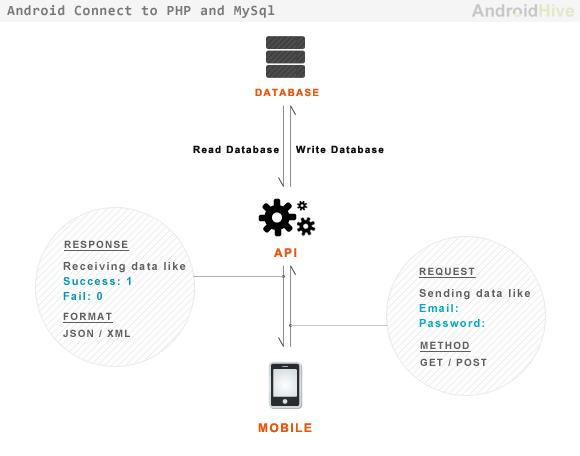 Android Connect to PHP and MySql
AndroidHive
DATABASE
Read Database
Write Database
API
RESPONSE
Receiving data like
Success: 1
Fail: 0
FORMAT
JSON / XML
REQUEST
Sending data like
Email:
Password:
METHOD
GET / POST
MOBILE